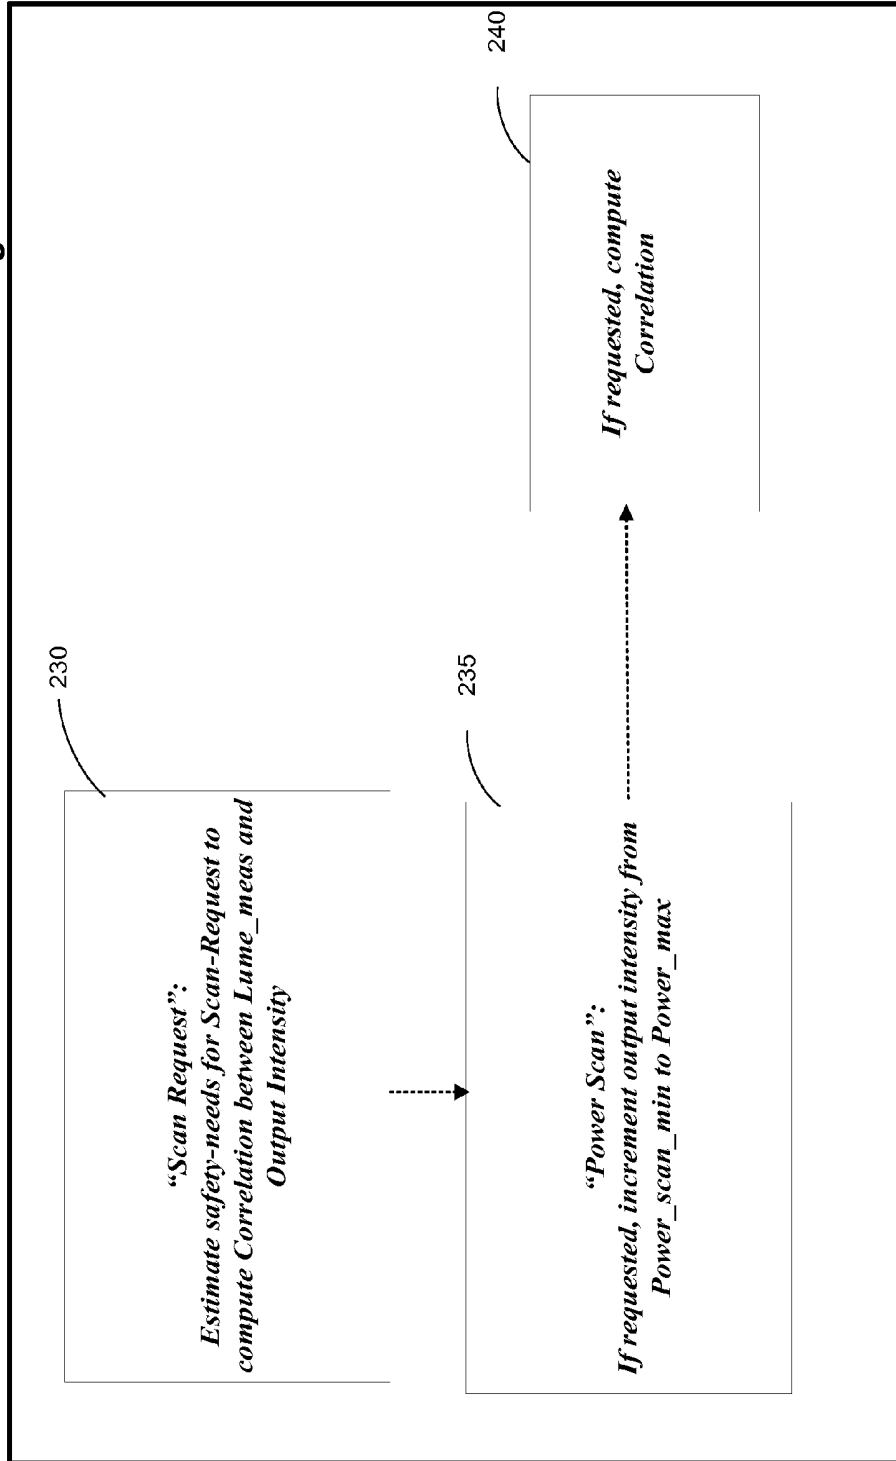 230
“Scan Request”:
Estimate safety-needs for Scan-Request to
compute Correlation between Lume_meas and
Output Intensity
235
“Power Scan”:
If requested, increment output intensity from
Power_scan_min to Power_max
240
If requested, compute
Correlation